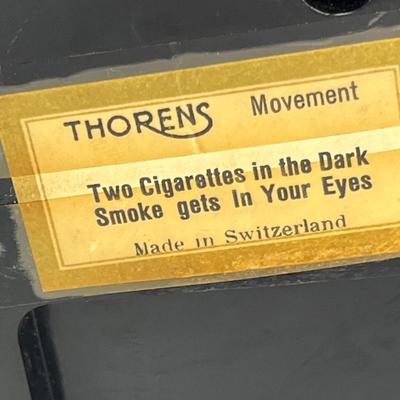 THORENS Movement
Two Cigarettes in the Dark
Smoke gets In Your Eyes
Made in Switzerland